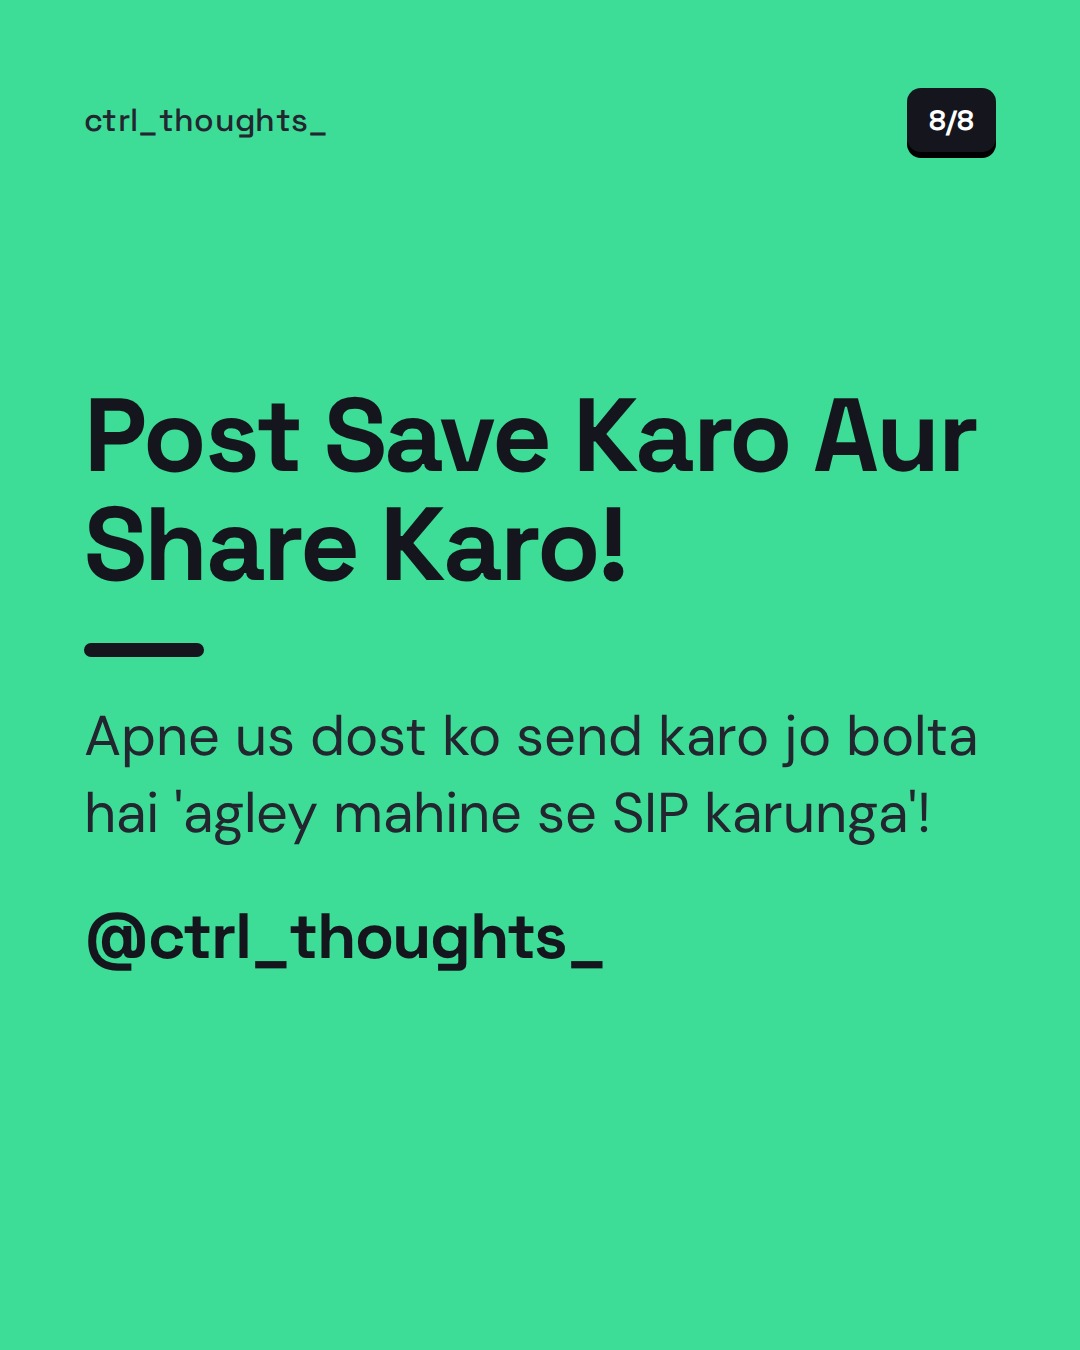 ctrl_thoughts_
8/8
Post Save Karo Aur
Share Karo!
Apne us dost ko send karo jo bolta
hai 'agley mahine se SIP karunga'!
@ctrl_thoughts_